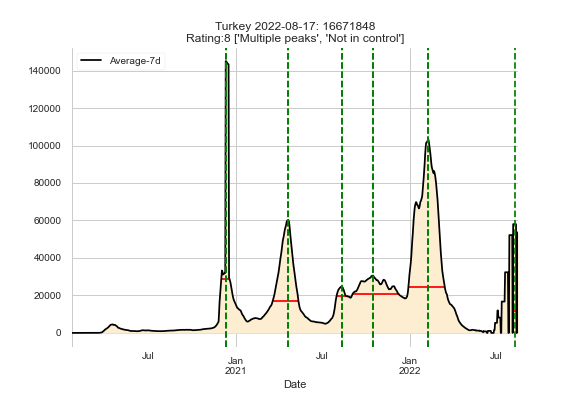 Turkey 2022-08-17: 16671848
Rating:8 ['Multiple peaks', 'Not in control']
Average-7d
140000
120000
100000
80000
60000
40000
20000
0
Jul
Jan
2021
Jul
Jan
2022
Jul
Date